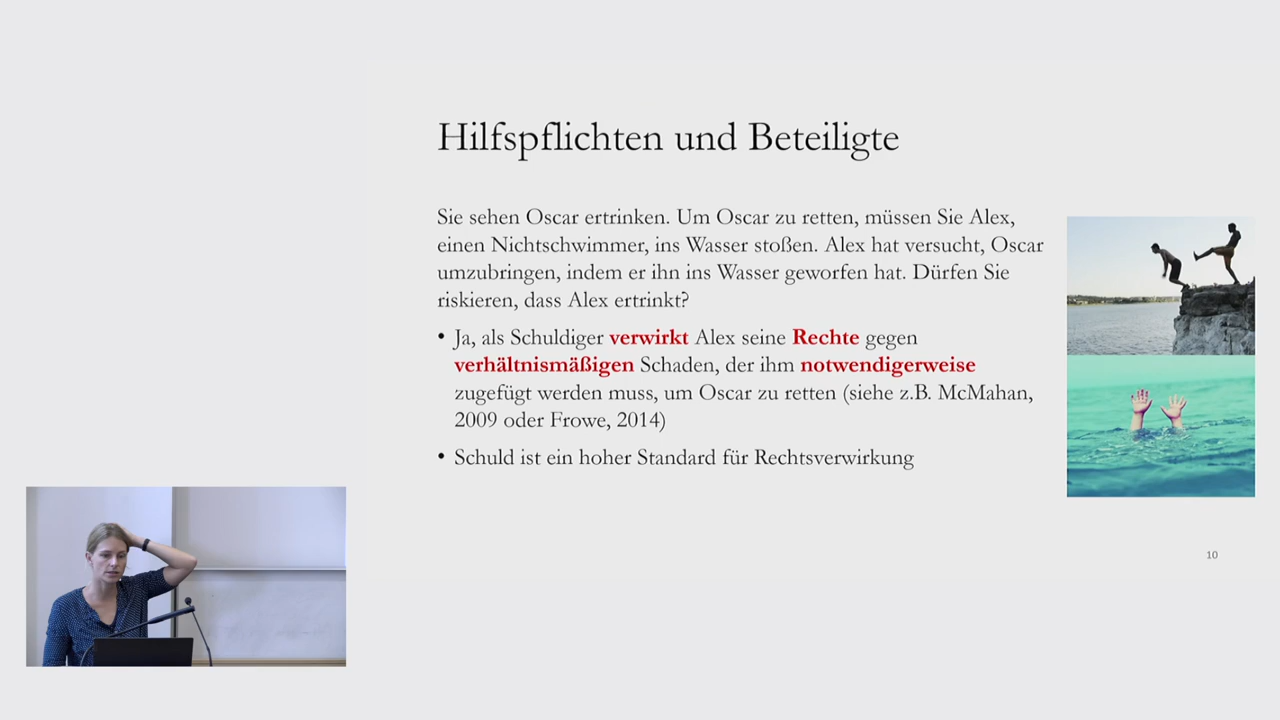 Hilfspflichten und Beteiligte
Sie sehen Oscar ertrinken. Um Oscar zu retten, müssen Sie Alex,
einen Nichtschwimmer, ins Wasser stoßen. Alex hat versucht, Oscar
umzubringen, indem er ihn ins Wasser geworfen hat. Dürfen Sie
riskieren, dass Alex ertrinkt?
• Ja, als Schuldiger verwirkt Alex seine Rechte gegen
verhältnismäßigen Schaden, der ihm notwendigerweise
zugefügt werden muss, um Oscar zu retten (siehe z.B. McMahan,
2009 oder Frowe, 2014)
• Schuld ist ein hoher Standard für Rechtsverwirkung
10